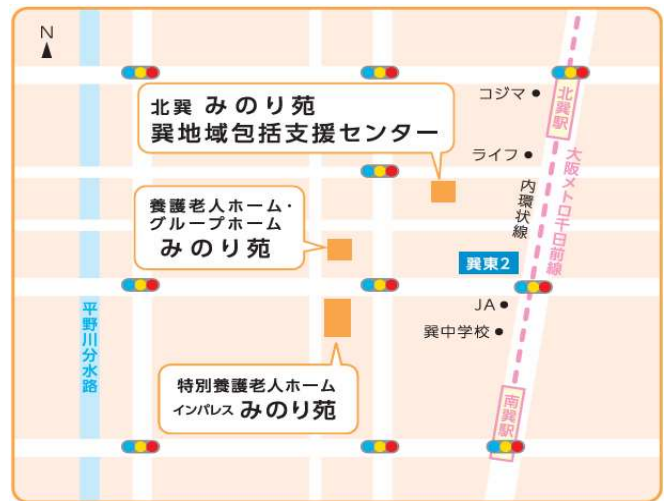 N
コジマ
北巽駅
北巽 みのり苑
巽地域包括支援センター
ライフ
大阪メトロ千日前線
内環状線
養護老人ホーム・
グループホーム
みのり苑
巽東2
平野川分水路
JA
巽中学校
特別養護老人ホーム
インパレス みのり苑
南巽駅